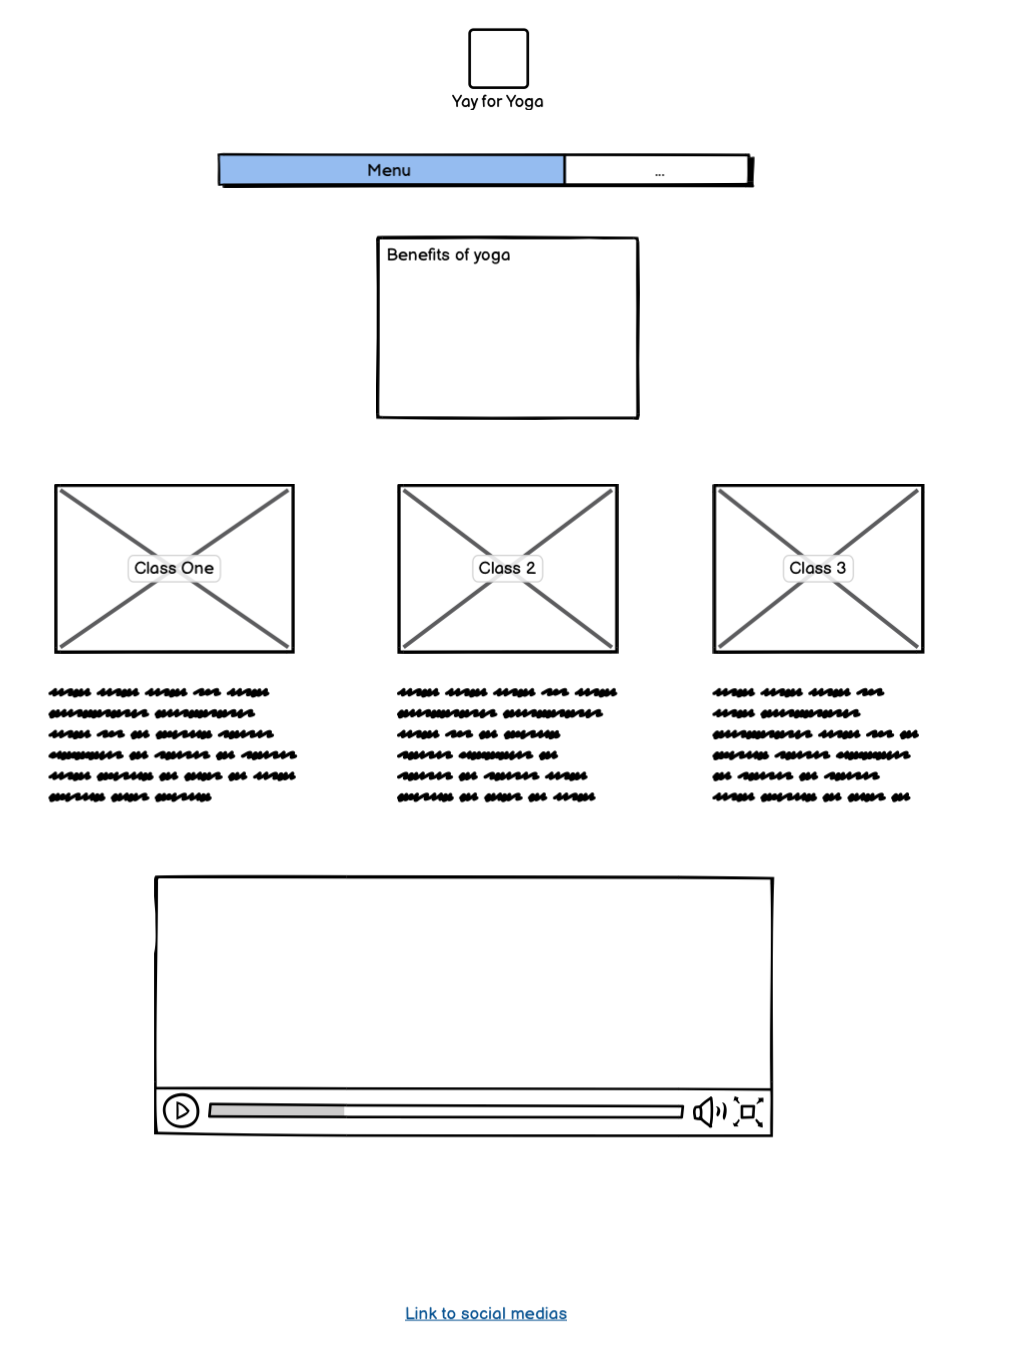 Yay for Yoga
Menu
...
Benefits of yoga
Class One
Class 2
Class 3
Link to social medias